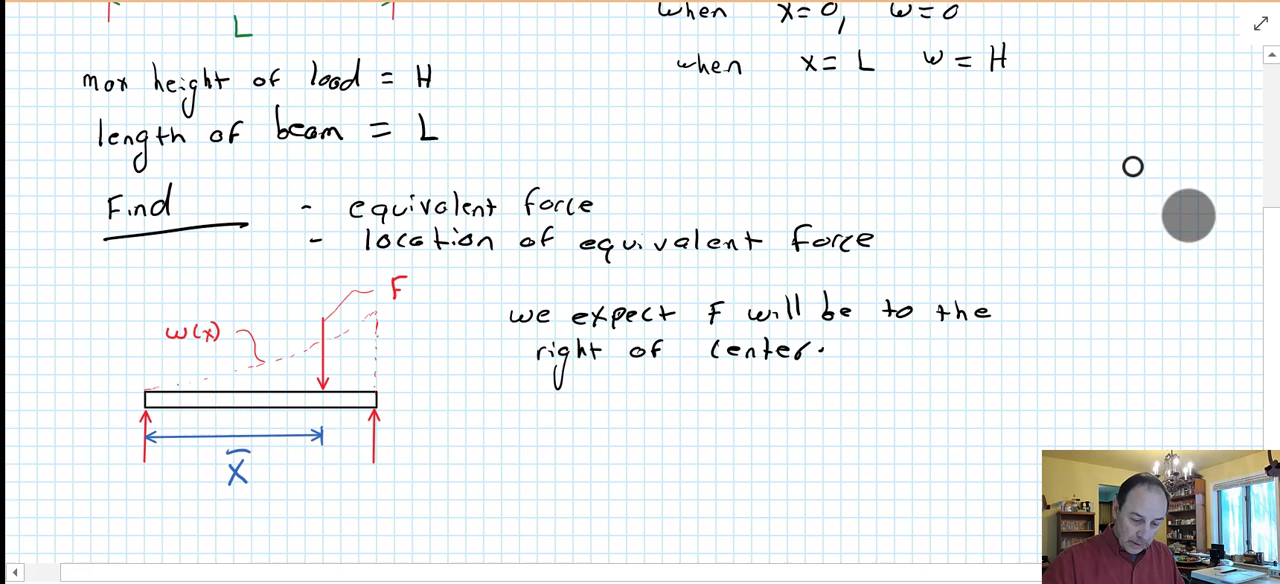 when x=0, w=0
L
when x=L w=H
max height of load = H
length of beam = L
Find - equivalent force
- location of equivalent force
F
w(x)
we expect F will be to the
right of center.
x̄